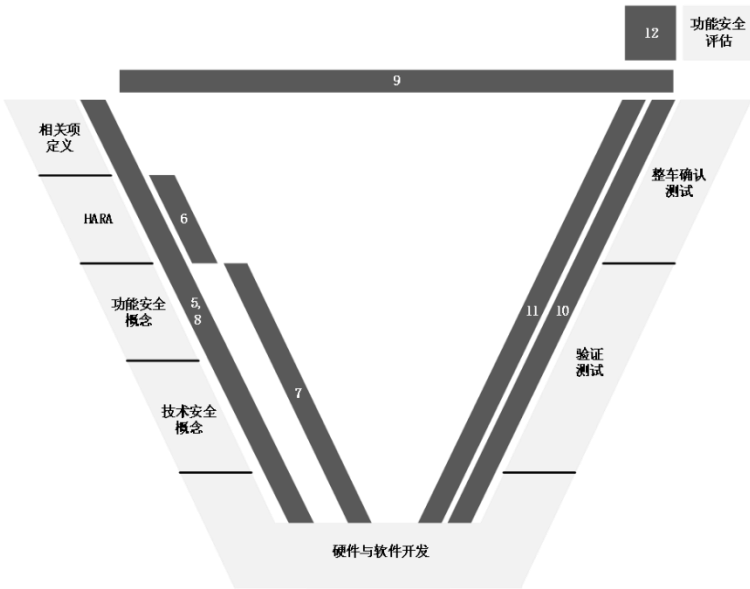 12
功能安全
评估
9
相关项
定义
整车确认
测试
HARA
6
功能安全
概念
5,
8
11
10
验证
测试
7
技术安全
概念
硬件与软件开发